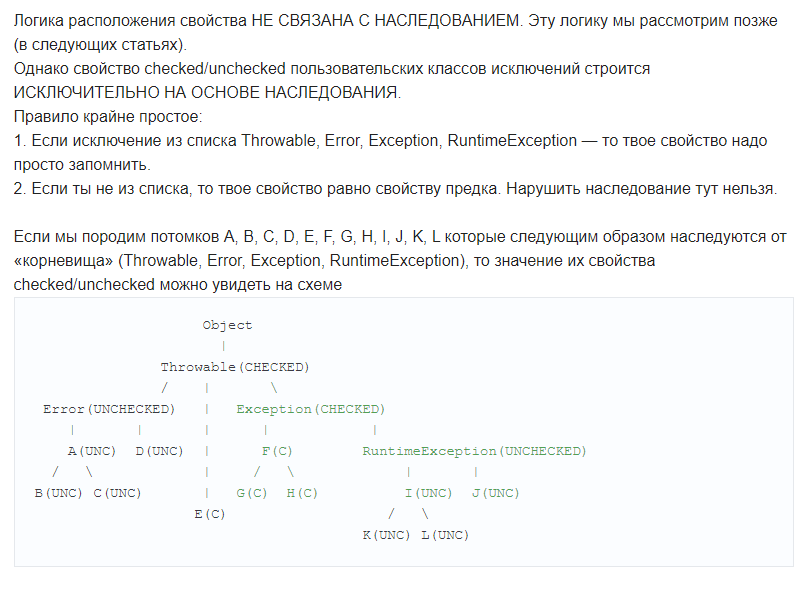 Логика расположения свойства НЕ СВЯЗАНА С НАСЛЕДОВАНИЕМ. Эту логику мы рассмотрим позже
(в следующих статьях).
Однако свойство checked/unchecked пользовательских классов исключений строится
ИСКЛЮЧИТЕЛЬНО НА ОСНОВЕ НАСЛЕДОВАНИЯ.
Правило крайне простое:
1. Если исключение из списка Throwable, Error, Exception, RuntimeException — то твое свойство надо
просто запомнить.
2. Если ты не из списка, то твое свойство равно свойству предка. Нарушить наследование тут нельзя.

Если мы породим потомков A, B, C, D, E, F, G, H, I, J, K, L которые следующим образом наследуются от
«корневища» (Throwable, Error, Exception, RuntimeException), то значение их свойства
checked/unchecked можно увидеть на схеме
Object
|
Throwable(CHECKED)
/ | \
Error(UNCHECKED) | Exception(CHECKED)
| | | | |
A(UNC) D(UNC) | F(C) RuntimeException(UNCHECKED)
/ \ | / \ | |
B(UNC) C(UNC) | G(C) H(C) I(UNC) J(UNC)
E(C) / \
K(UNC) L(UNC)